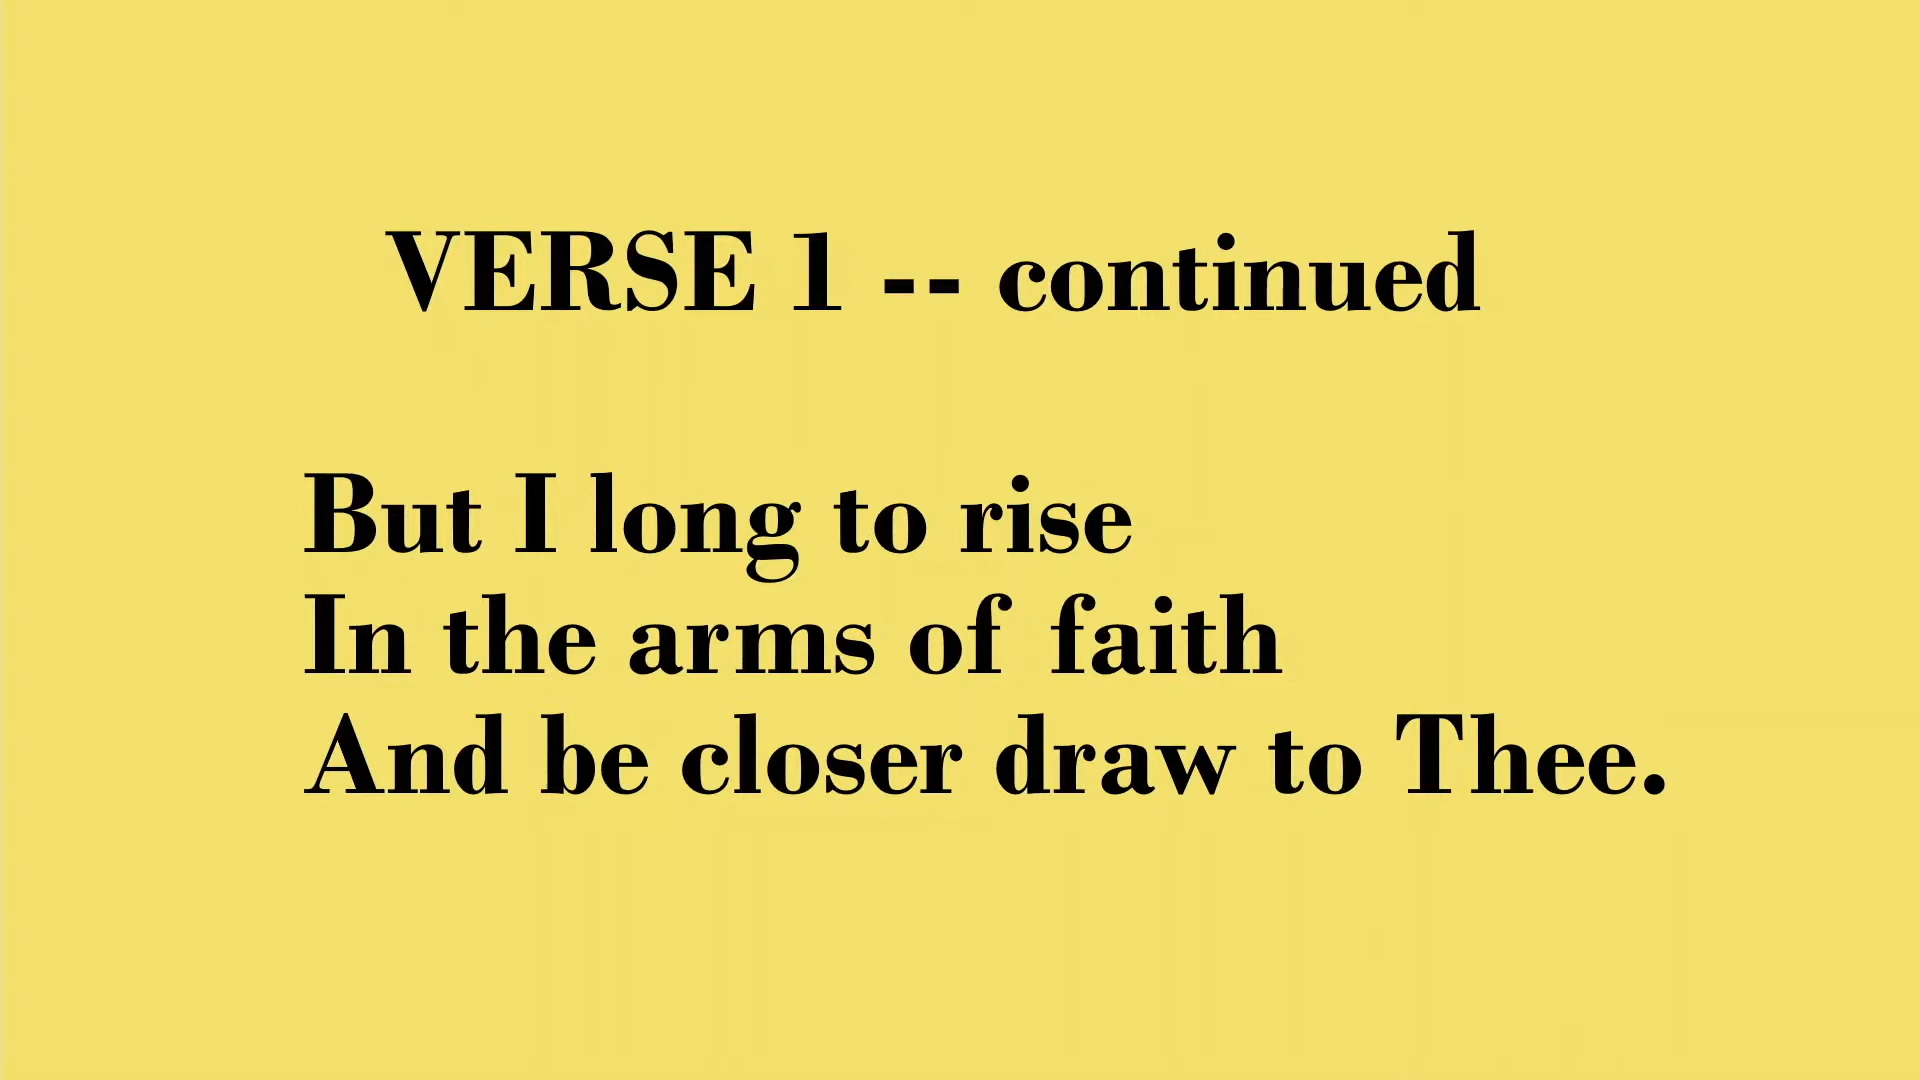 VERSE 1 -- continued
But I long to rise
In the arms of faith
And be closer draw to Thee.